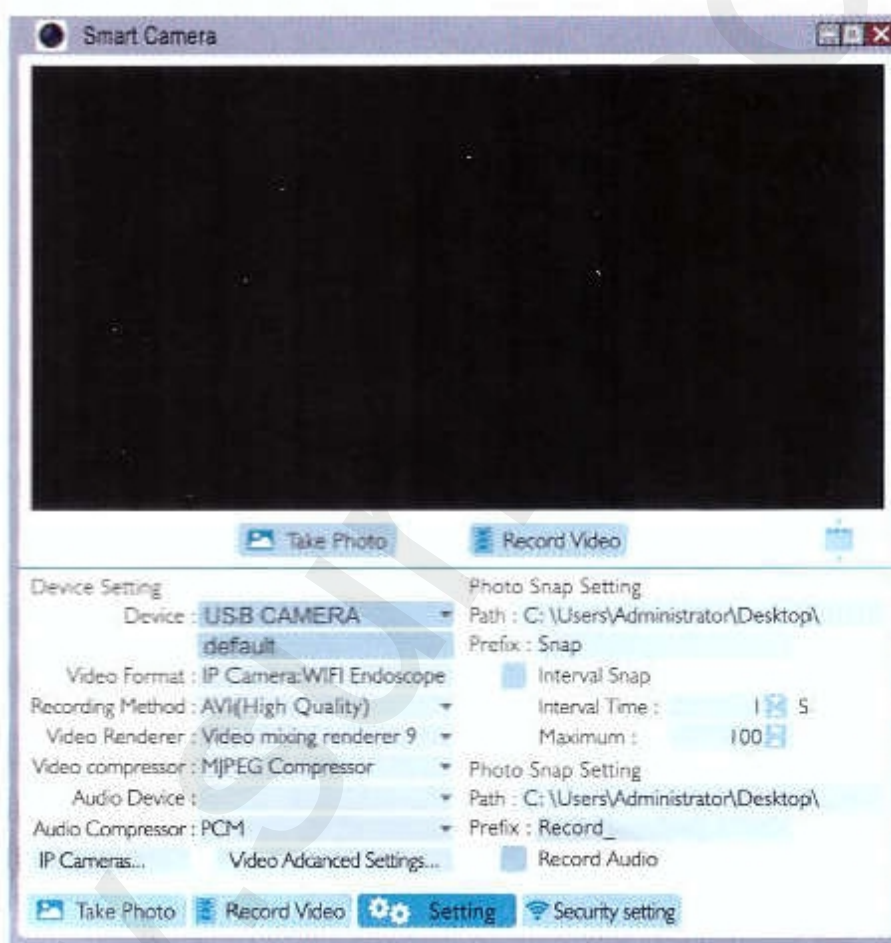 Smart Camera
Take Photo
Record Video
Device Setting
Device : USB CAMERA
default
Video Format : IP Camera:WIFI Endoscope
Recording Method : AVI(High Quality)
Video Renderer : Video mixing renderer 9
Video compressor : MJPEG Compressor
Audio Device :
Audio Compressor : PCM
IP Cameras...
Video Adcanced Settings...
Photo Snap Setting
Path : C: \Users\Administrator\Desktop\
Prefix : Snap
Interval Snap
Interval Time : 1 S
Maximum : 100
Photo Snap Setting
Path : C: \Users\Administrator\Desktop\
Prefix : Record_
Record Audio
Take Photo
Record Video
Setting
Security setting